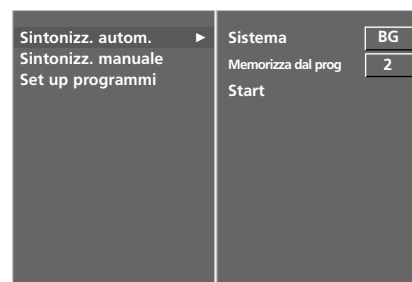 Sintonizz. autom. ►
Sintonizz. manuale
Set up programmi
Sistema BG
Memorizza dal prog 2
Start